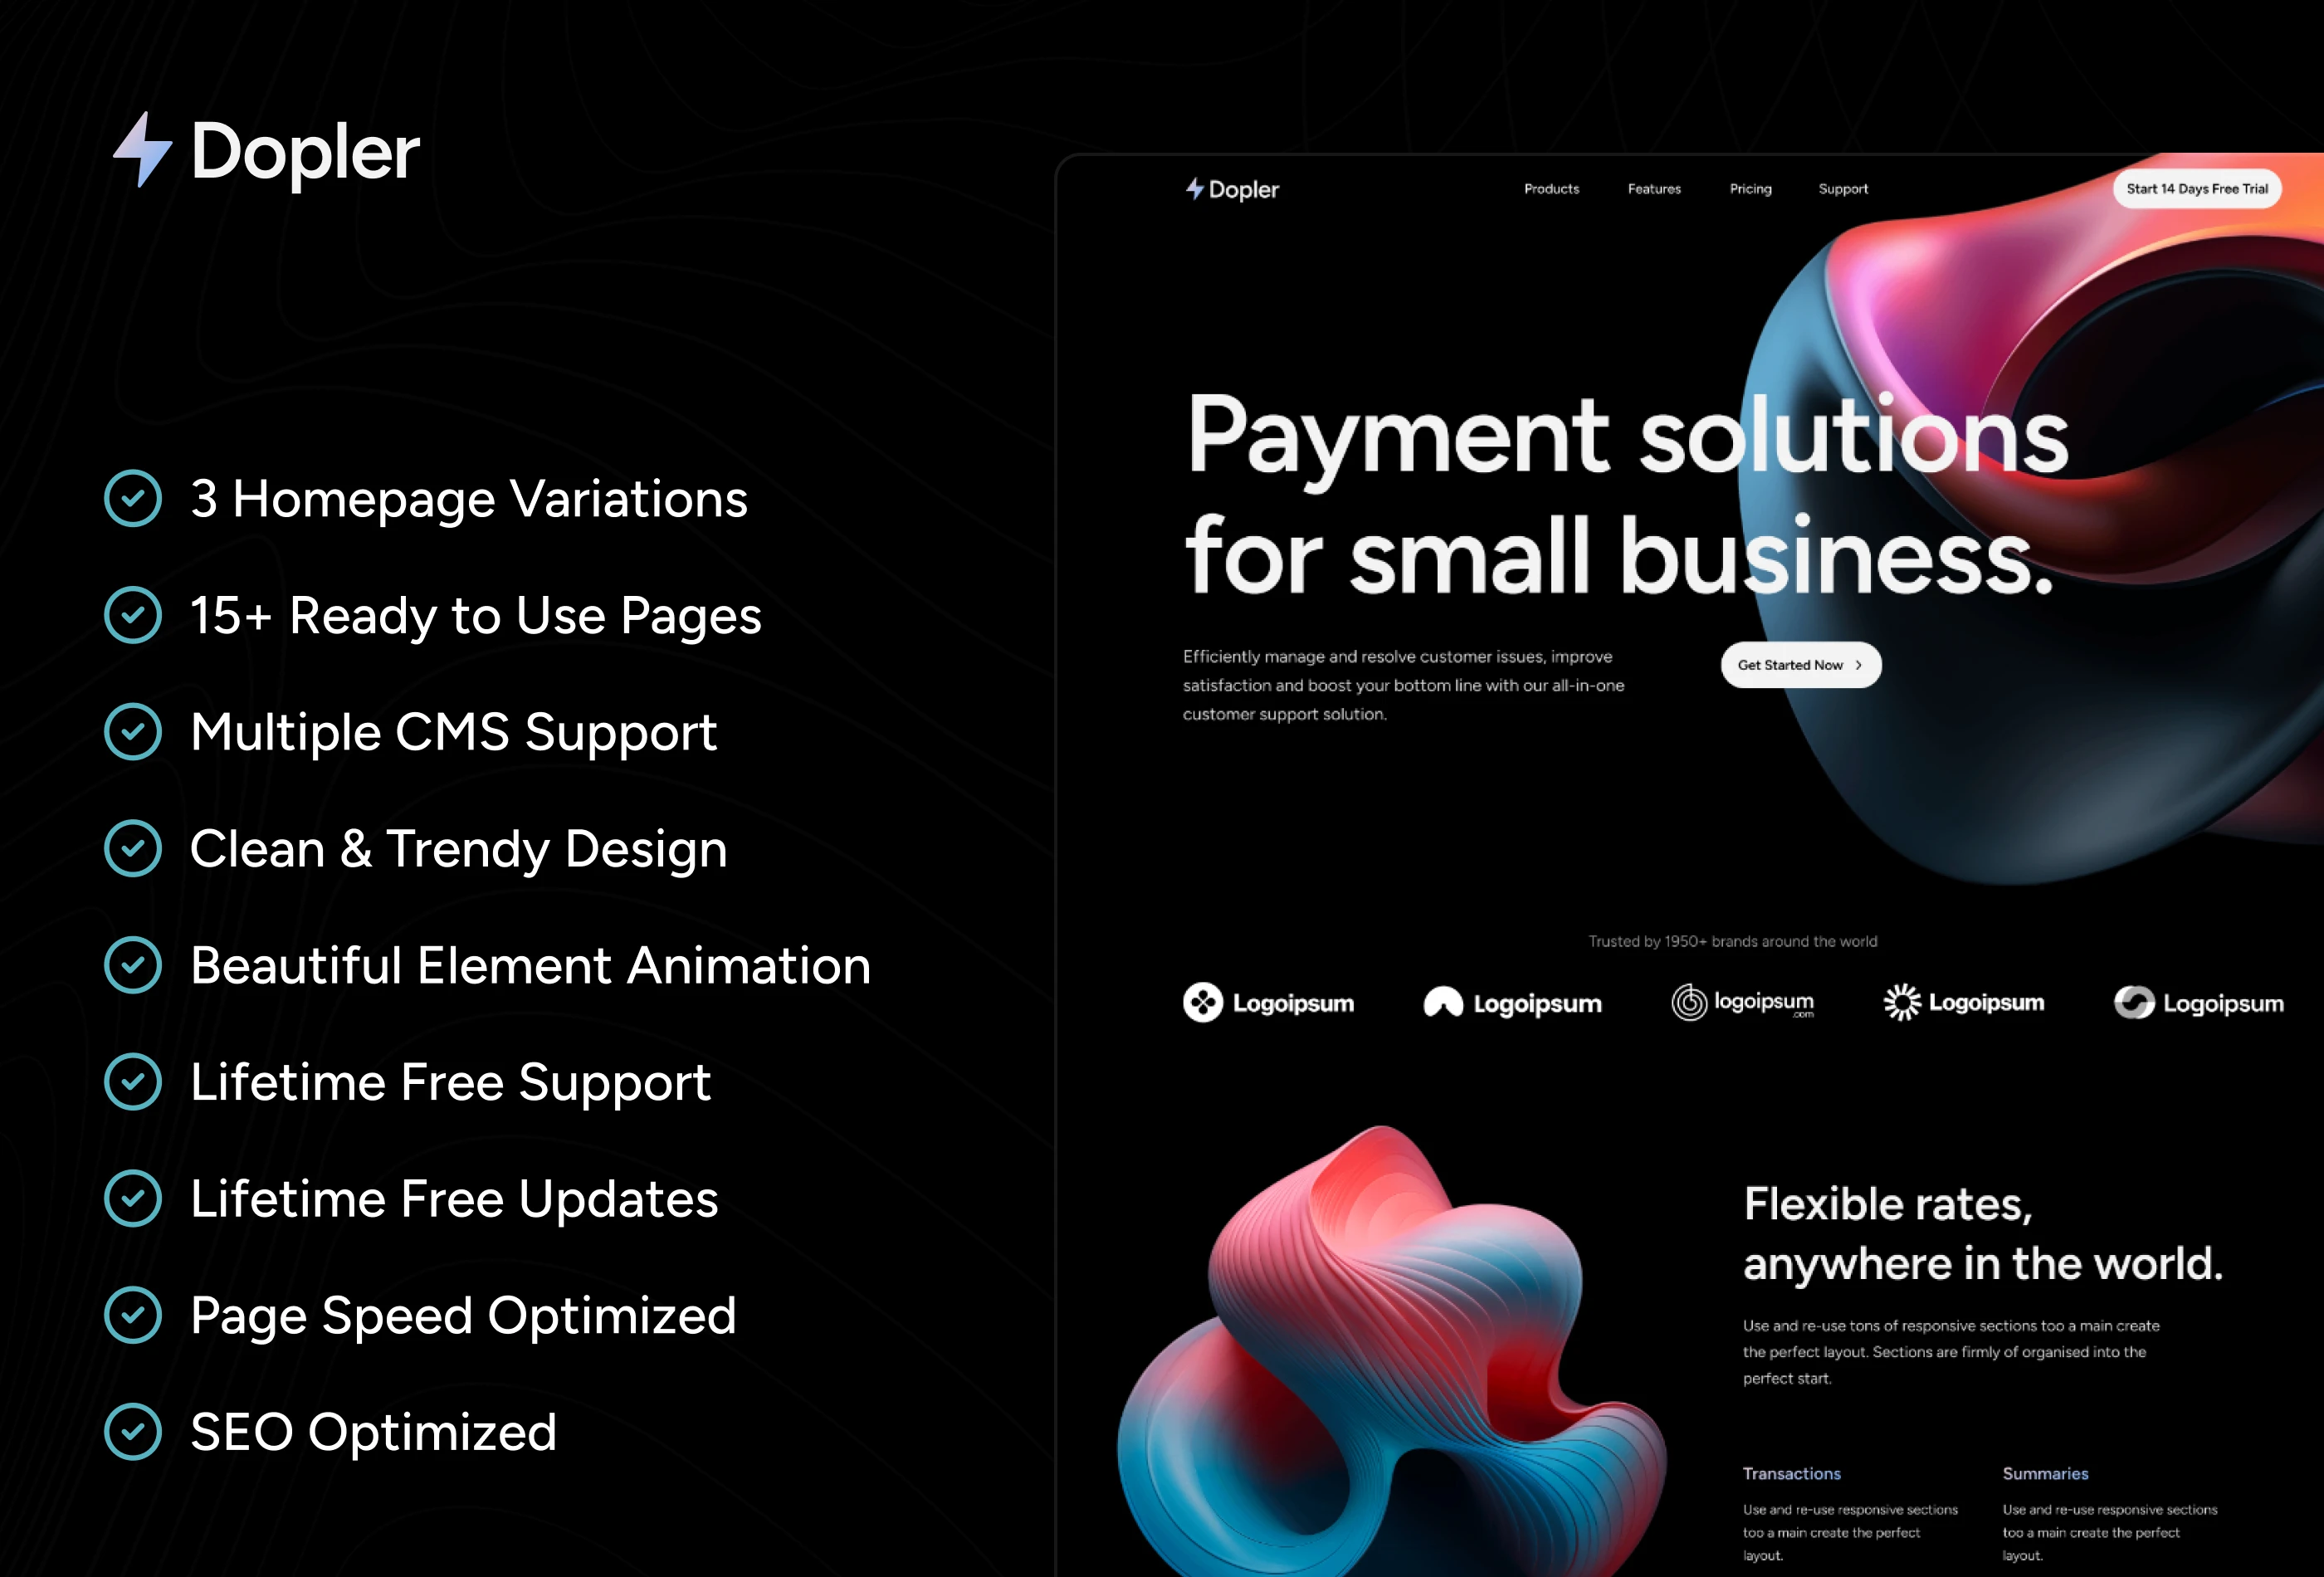 Dopler
3 Homepage Variations
15+ Ready to Use Pages
Multiple CMS Support
Clean & Trendy Design
Beautiful Element Animation
Lifetime Free Support
Lifetime Free Updates
Page Speed Optimized
SEO Optimized
Dopler
Products
Features
Pricing
Support
Start 14 Days Free Trial
Payment solutions
for small business.
Efficiently manage and resolve customer issues, improve
satisfaction and boost your bottom line with our all-in-one
customer support solution.
Get Started Now
Trusted by 1950+ brands around the world
Logoipsum
Logoipsum
logoipsum
.com
Logoipsum
Logoipsum
Flexible rates,
anywhere in the world.
Use and re-use tons of responsive sections too a main create
the perfect layout. Sections are firmly of organised into the
perfect start.
Transactions
Use and re-use responsive sections
too a main create the perfect
layout.
Summaries
Use and re-use responsive sections
too a main create the perfect
layout.